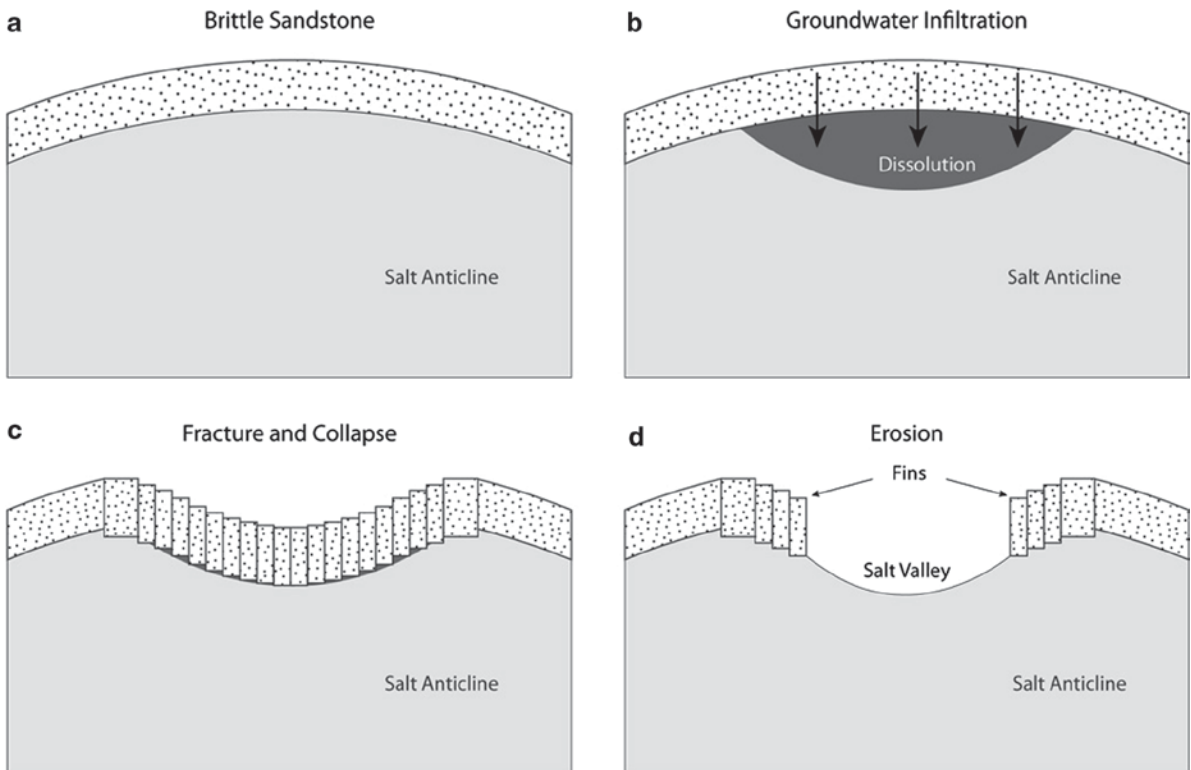 a
Brittle Sandstone
Salt Anticline
b
Groundwater Infiltration
Dissolution
Salt Anticline
c
Fracture and Collapse
Salt Anticline
d
Erosion
Fins
Salt Valley
Salt Anticline